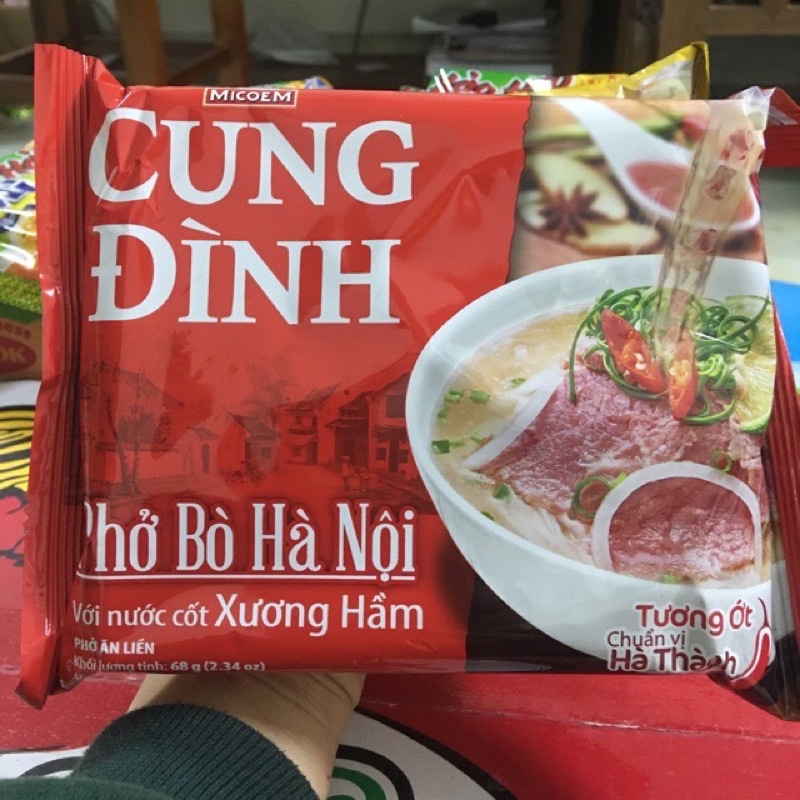 MICOEM
CUNG
ĐÌNH
Phở Bò Hà Nội
Với nước cốt Xương Hầm
PHỞ ĂN LIỀN
Khối lượng tịnh: 68 g (2.34 oz)
Tương Ớt
Chuẩn vị
Hà Thành
OK